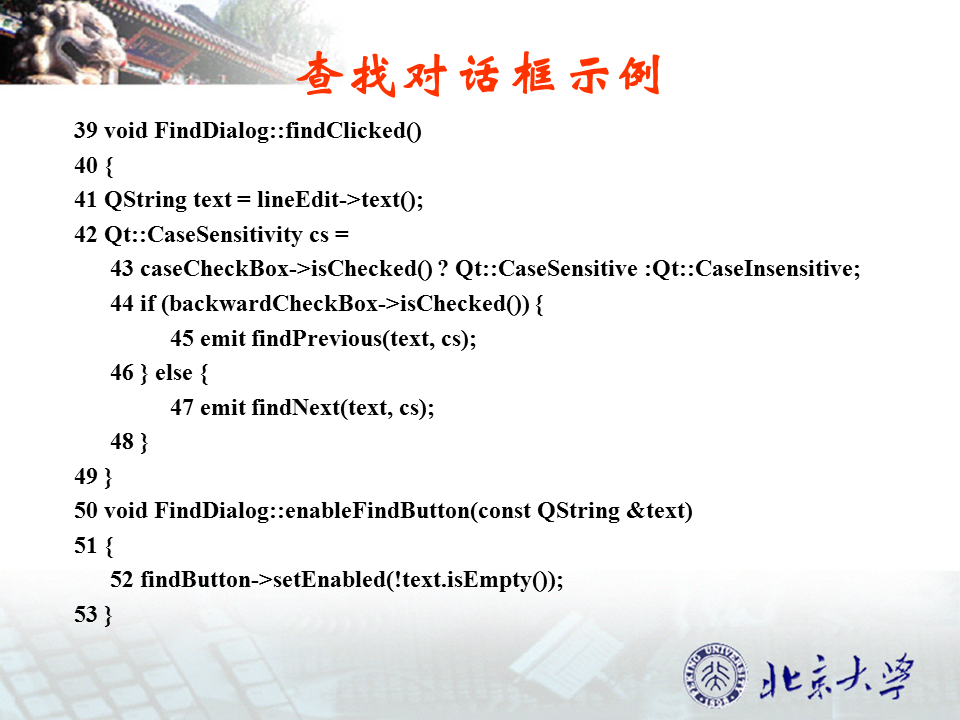 查找对话框示例
39 void FindDialog::findClicked()
40 {
41 QString text = lineEdit->text();
42 Qt::CaseSensitivity cs =
43 caseCheckBox->isChecked() ? Qt::CaseSensitive :Qt::CaseInsensitive;
44 if (backwardCheckBox->isChecked()) {
45 emit findPrevious(text, cs);
46 } else {
47 emit findNext(text, cs);
48 }
49 }
50 void FindDialog::enableFindButton(const QString &text)
51 {
52 findButton->setEnabled(!text.isEmpty());
53 }
PEKING UNIVERSITY
1898
北京大学